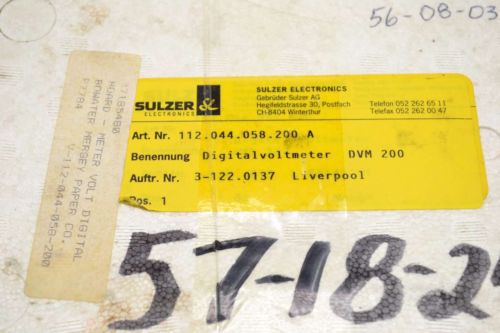 56-08-03
SULZER
ELECTRONICS
SULZER ELECTRONICS
Gebrüder Sulzer AG
Hegifeldstrasse 30, Postfach
CH-8404 Winterthur
Telefon 052 262 65 11
Telefax 052 262 00 47
Art. Nr. 112.044.058.200 A
Benennung Digitalvoltmeter DVM 200
Auftr. Nr. 3-122.0137 Liverpool
Pos. 1
17185480
BOARD - METER VOLT DIGITAL
BOWATER MERSEY PAPER CO.
V-112-044-058-200
P7784
57-18-2